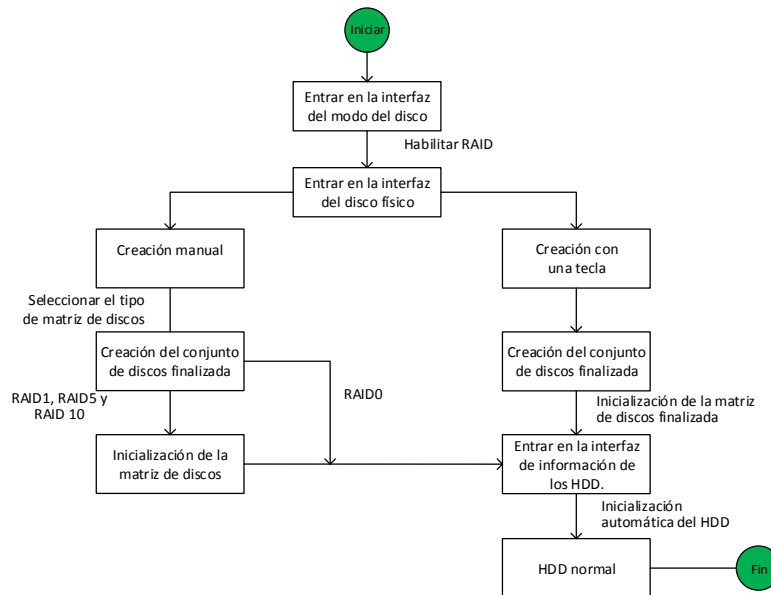 Iniciar
Entrar en la interfaz
del modo del disco
Habilitar RAID
Entrar en la interfaz
del disco físico
Creación manual
Creación con
una tecla
Seleccionar el tipo
de matriz de discos
Creación del conjunto
de discos finalizada
Creación del conjunto
de discos finalizada
RAID1, RAID5 y
RAID 10
RAID0
Inicialización de la matriz
de discos finalizada
Inicialización de la
matriz de discos
Entrar en la interfaz
de información de
los HDD.
Inicialización
automática del HDD
HDD normal
Fin